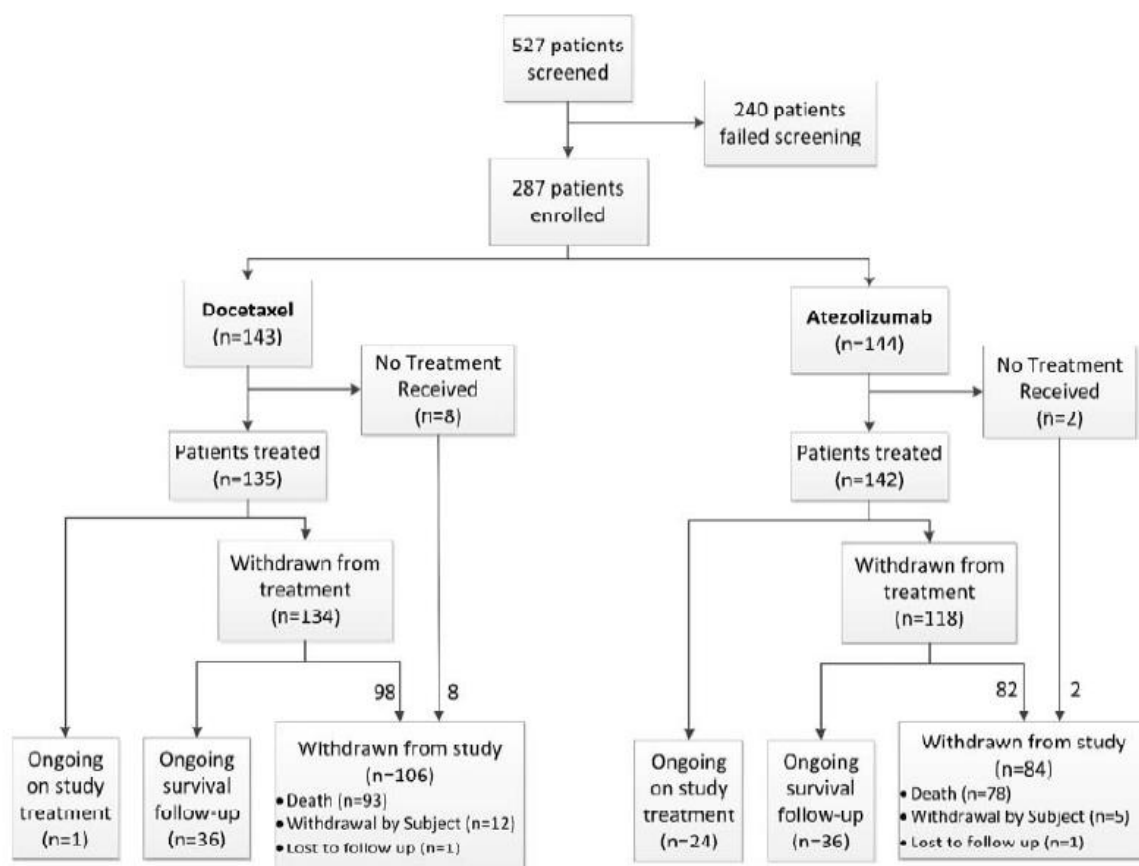 527 patients
screened
240 patients
failed screening
287 patients
enrolled
Docetaxel
(n=143)
Atezolizumab
(n=144)
No Treatment
Received
(n=8)
No Treatment
Received
(n=2)
Patients treated
(n=135)
Patients treated
(n=142)
Withdrawn from
treatment
(n=134)
Withdrawn from
treatment
(n=118)
98
8
82
2
Ongoing
on study
treatment
(n=1)
Ongoing
survival
follow-up
(n=36)
Withdrawn from study
(n=106)
• Death (n=93)
• Withdrawal by Subject (n=12)
• Lost to follow up (n=1)
Ongoing
on study
treatment
(n=24)
Ongoing
survival
follow-up
(n=36)
Withdrawn from study
(n=84)
• Death (n=78)
• Withdrawal by Subject (n=5)
• Lost to follow up (n=1)